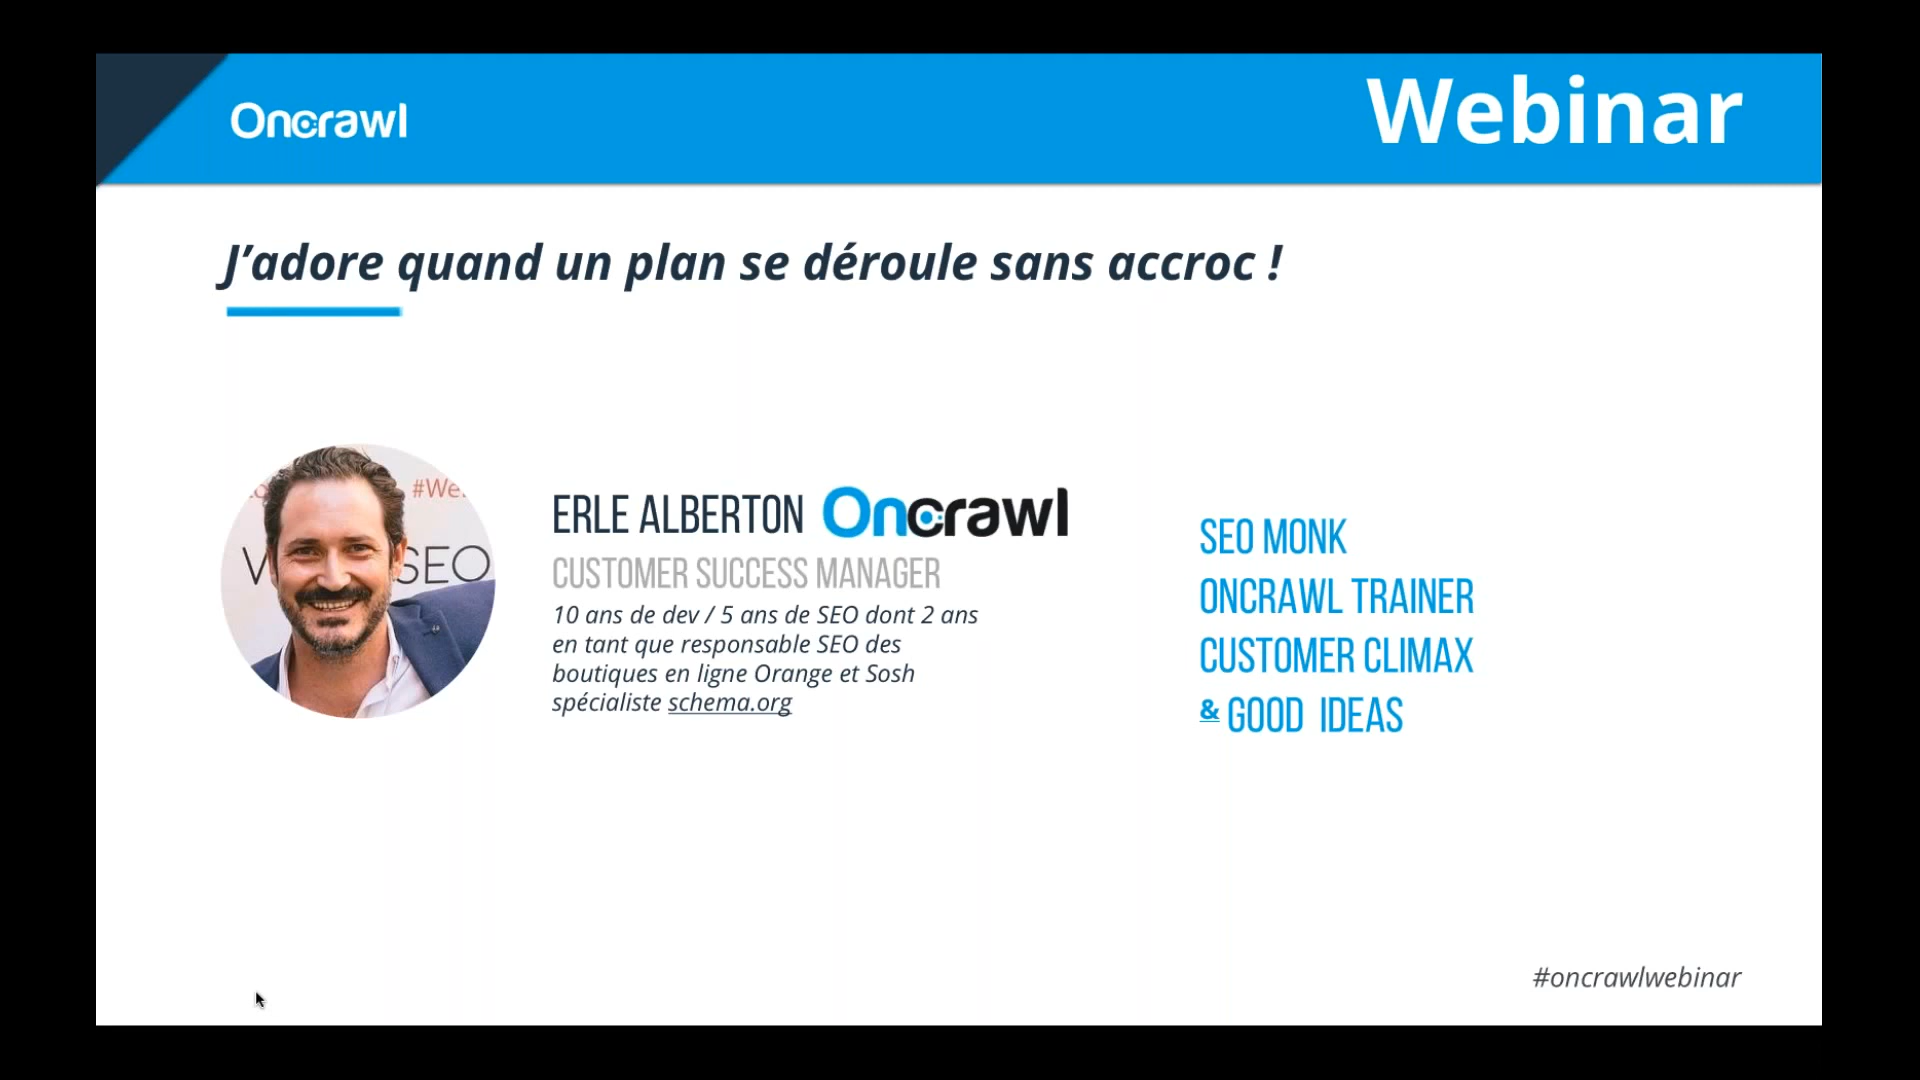 Oncrawl
Webinar
J’adore quand un plan se déroule sans accroc !
#We.
SEO
ERLE ALBERTON Oncrawl
CUSTOMER SUCCESS MANAGER
10 ans de dev / 5 ans de SEO dont 2 ans
en tant que responsable SEO des
boutiques en ligne Orange et Sosh
spécialiste schema.org
SEO MONK
ONCRAWL TRAINER
CUSTOMER CLIMAX
& GOOD IDEAS
#oncrawlwebinar